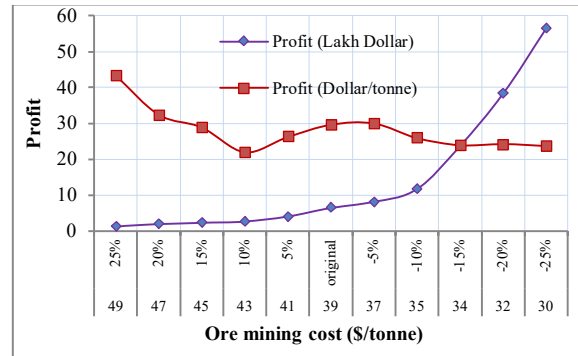 60
50
40
30
20
10
0
Profit
Profit (Lakh Dollar)
Profit (Dollar/tonne)
25% 20% 15% 10% 5% original -5% -10% -15% -20% -25%
49 47 45 43 41 39 37 35 34 32 30
Ore mining cost ($/tonne)